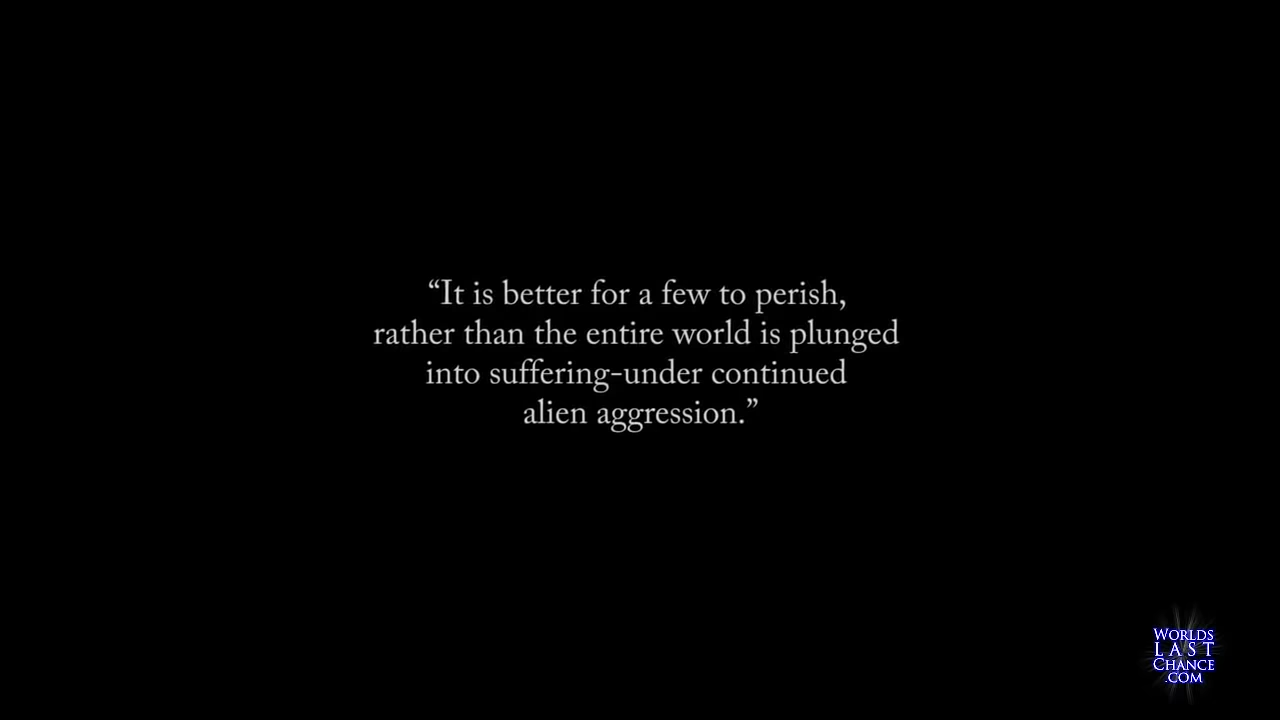 “It is better for a few to perish,
rather than the entire world is plunged
into suffering-under continued
alien aggression.”
WORLDS
LAST
CHANCE
.COM